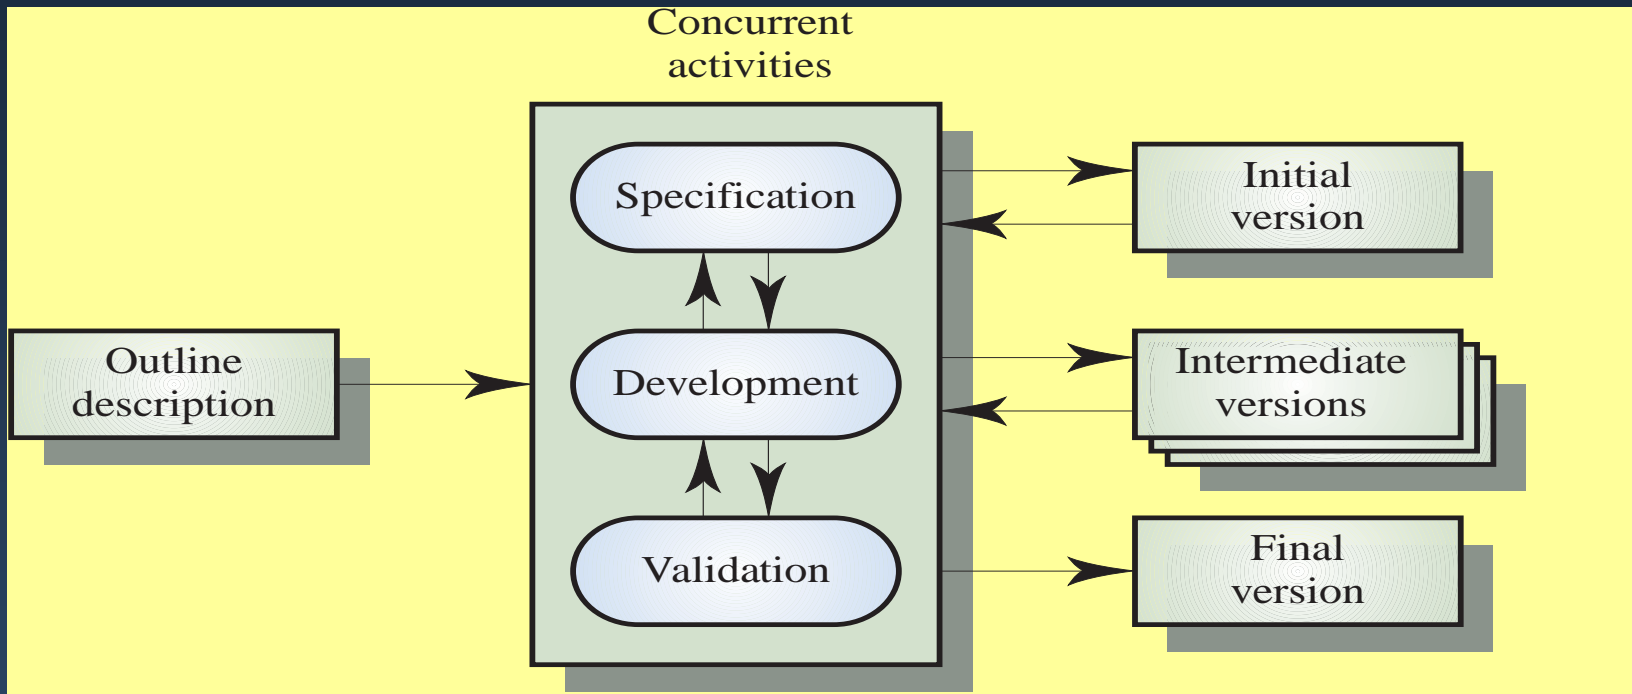 Concurrent
activities
Specification
Initial
version
Outline
description
Development
Intermediate
versions
Validation
Final
version